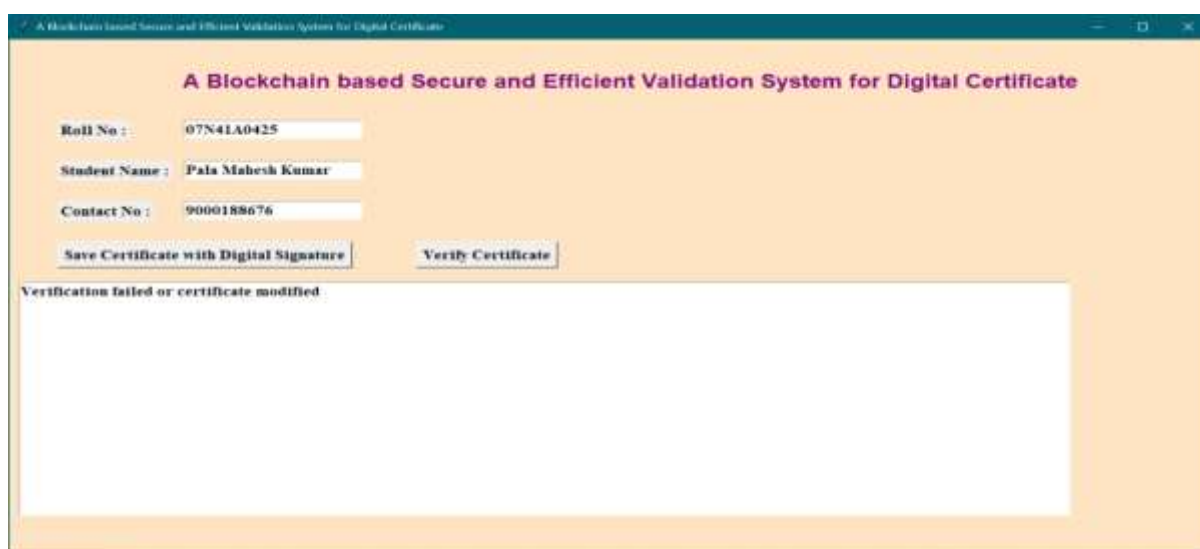 A Blockchain based Secure and Efficient Validation System for Digital Certificate
A Blockchain based Secure and Efficient Validation System for Digital Certificate
Roll No : 07N41A0425
Student Name : Pala Mahesh Kumar
Contact No : 9000188676
Save Certificate with Digital Signature Verify Certificate
Verification failed or certificate modified